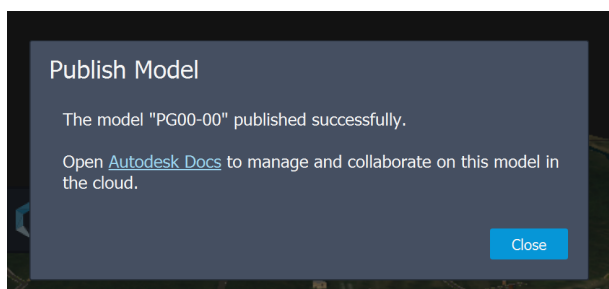 Publish Model
The model "PG00-00" published successfully.
Open Autodesk Docs to manage and collaborate on this model in
the cloud.
Close